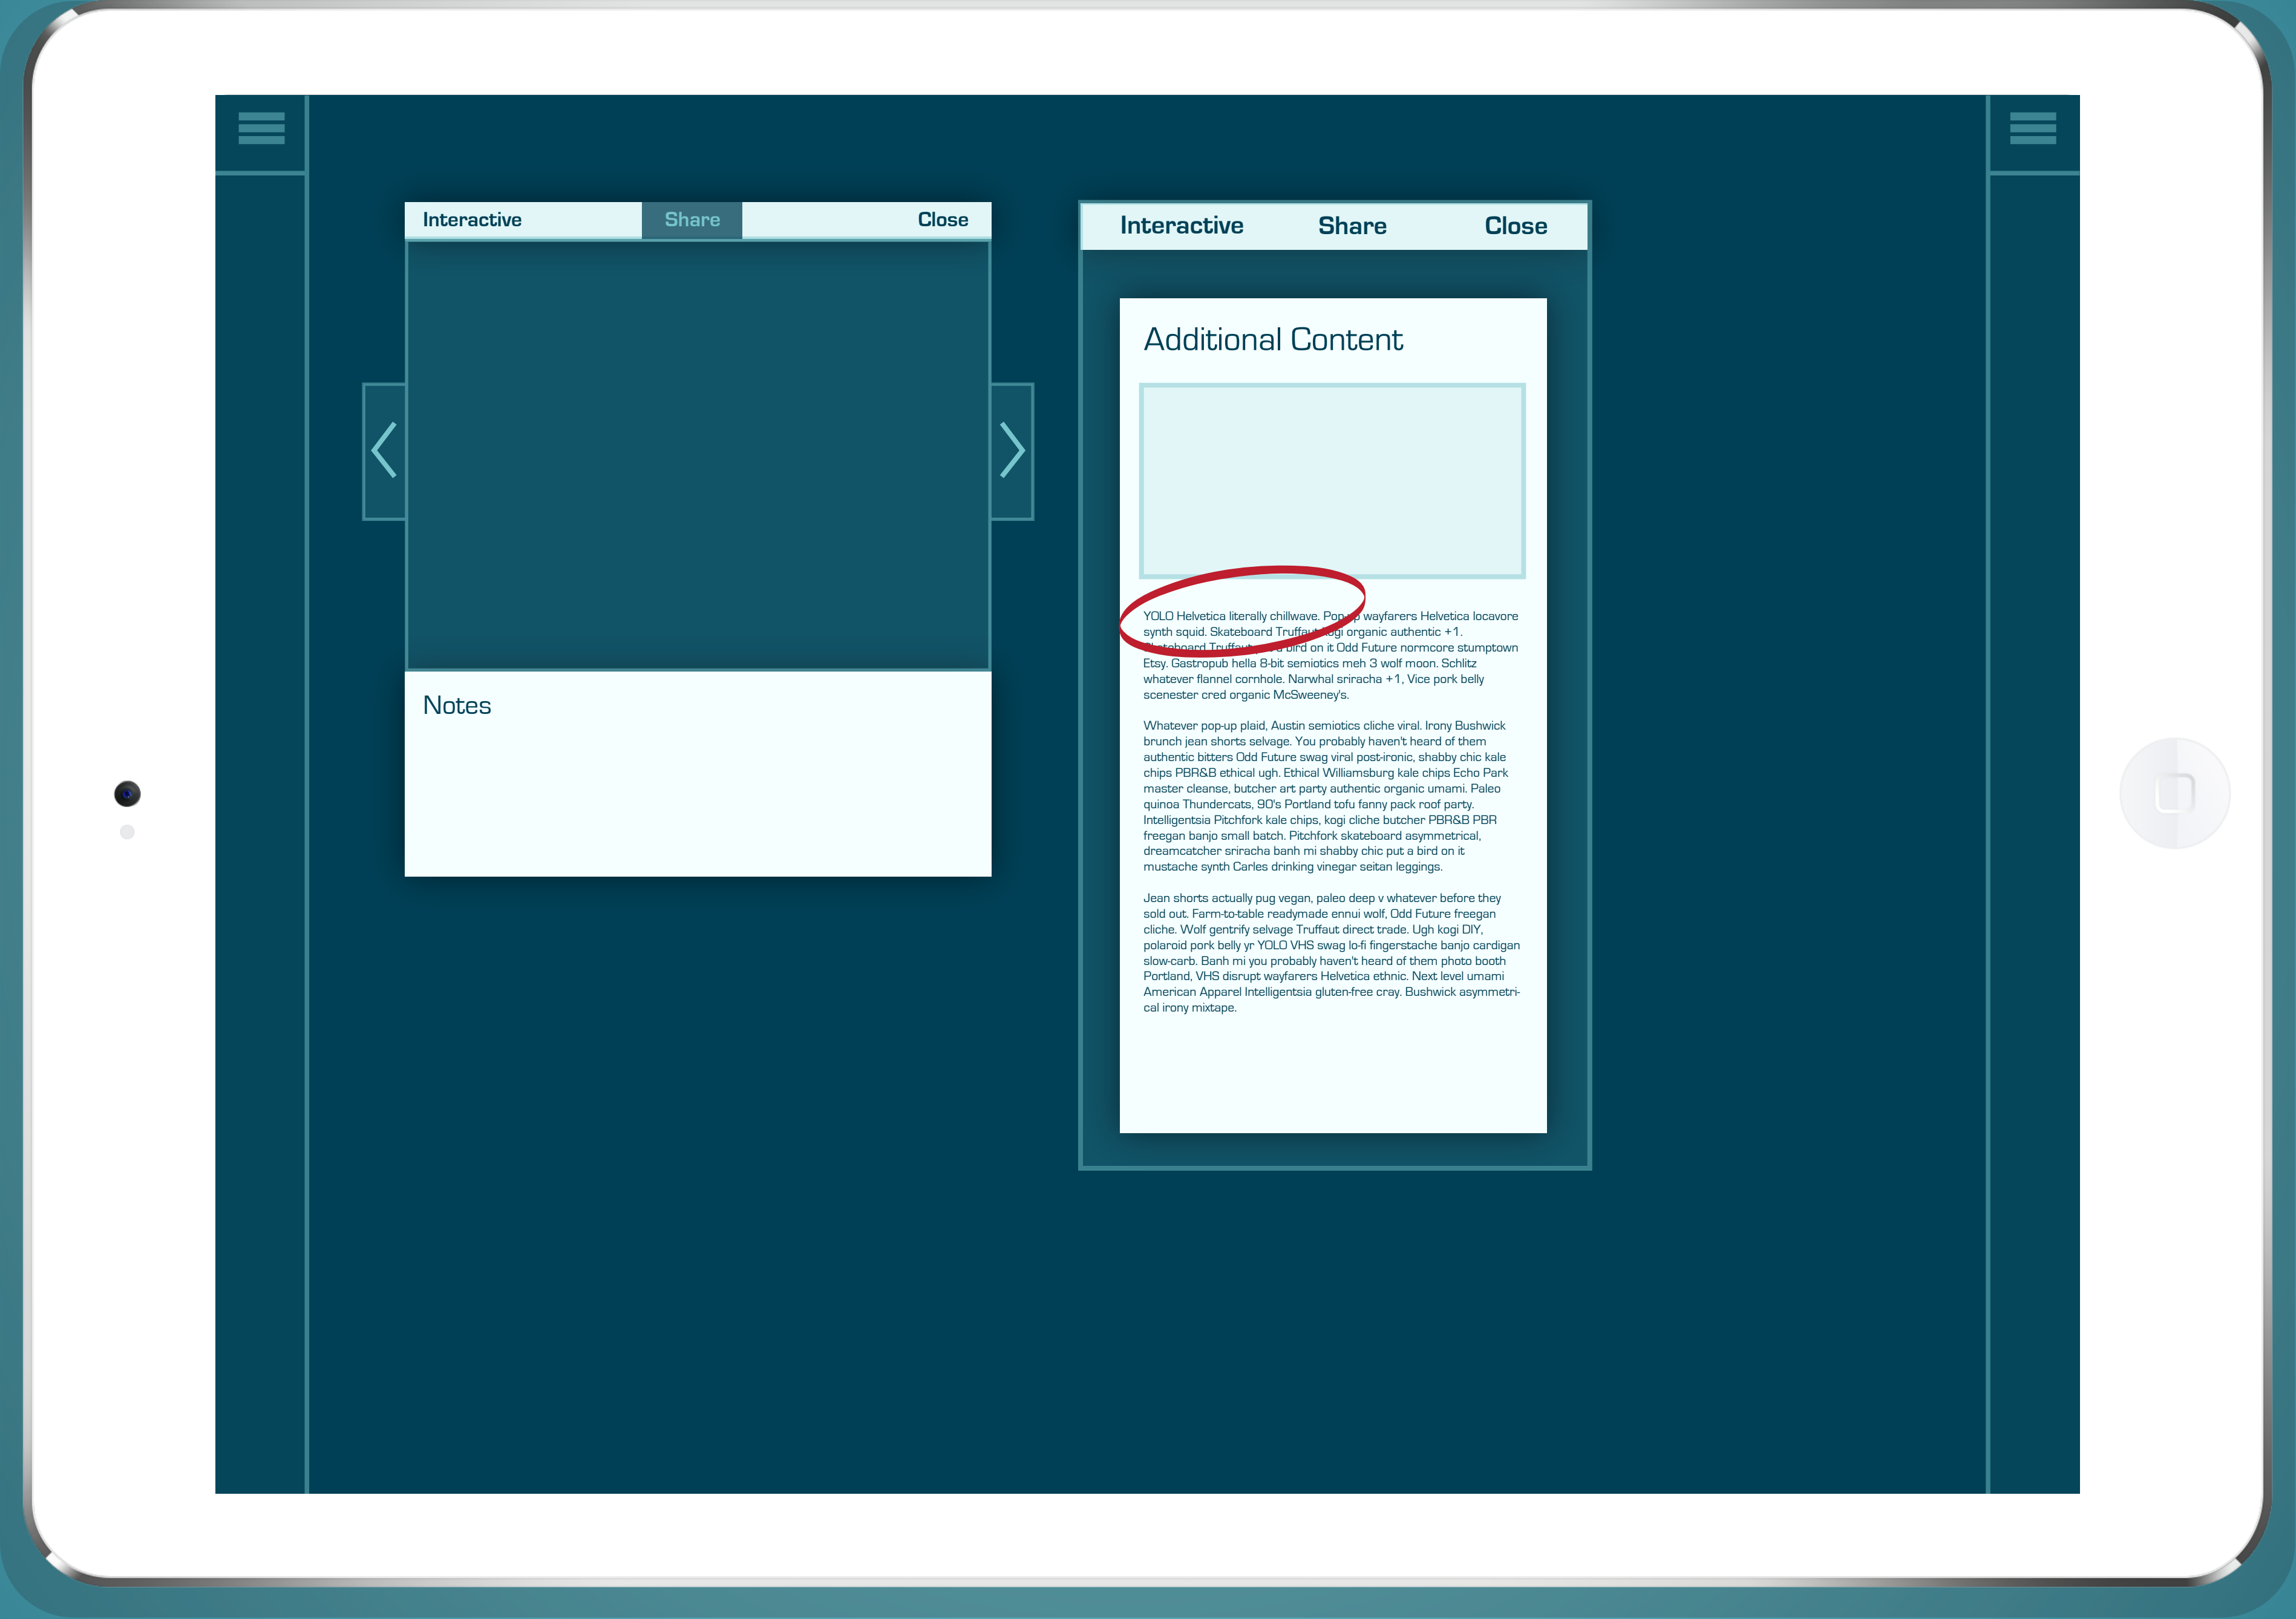 Interactive Share Close
Notes
Interactive Share Close
Additional Content
YOLO Helvetica literally chillwave. Pop-up wayfarers Helvetica locavore
synth squid. Skateboard Truffaut kogi organic authentic +1.
Skateboard Truffaut put a bird on it Odd Future normcore stumptown
Etsy. Gastropub hella 8-bit semiotics meh 3 wolf moon. Schlitz
whatever flannel cornhole. Narwhal sriracha +1, Vice pork belly
scenester cred organic McSweeney's.
Whatever pop-up plaid, Austin semiotics cliche viral. Irony Bushwick
brunch jean shorts selvage. You probably haven't heard of them
authentic bitters Odd Future swag viral post-ironic, shabby chic kale
chips PBR&B ethical ugh. Ethical Williamsburg kale chips Echo Park
master cleanse, butcher art party authentic organic umami. Paleo
quinoa Thundercats, 90's Portland tofu fanny pack roof party.
Intelligentsia Pitchfork kale chips, kogi cliche butcher PBR&B PBR
freegan banjo small batch. Pitchfork skateboard asymmetrical,
dreamcatcher sriracha banh mi shabby chic put a bird on it
mustache synth Carles drinking vinegar seitan leggings.
Jean shorts actually pug vegan, paleo deep v whatever before they
sold out. Farm-to-table readymade ennui wolf, Odd Future freegan
cliche. Wolf gentrify selvage Truffaut direct trade. Ugh kogi DIY,
polaroid pork belly yr YOLO VHS swag lo-fi fingerstache banjo cardigan
slow-carb. Banh mi you probably haven't heard of them photo booth
Portland, VHS disrupt wayfarers Helvetica ethnic. Next level umami
American Apparel Intelligentsia gluten-free cray. Bushwick asymmetri-
cal irony mixtape.